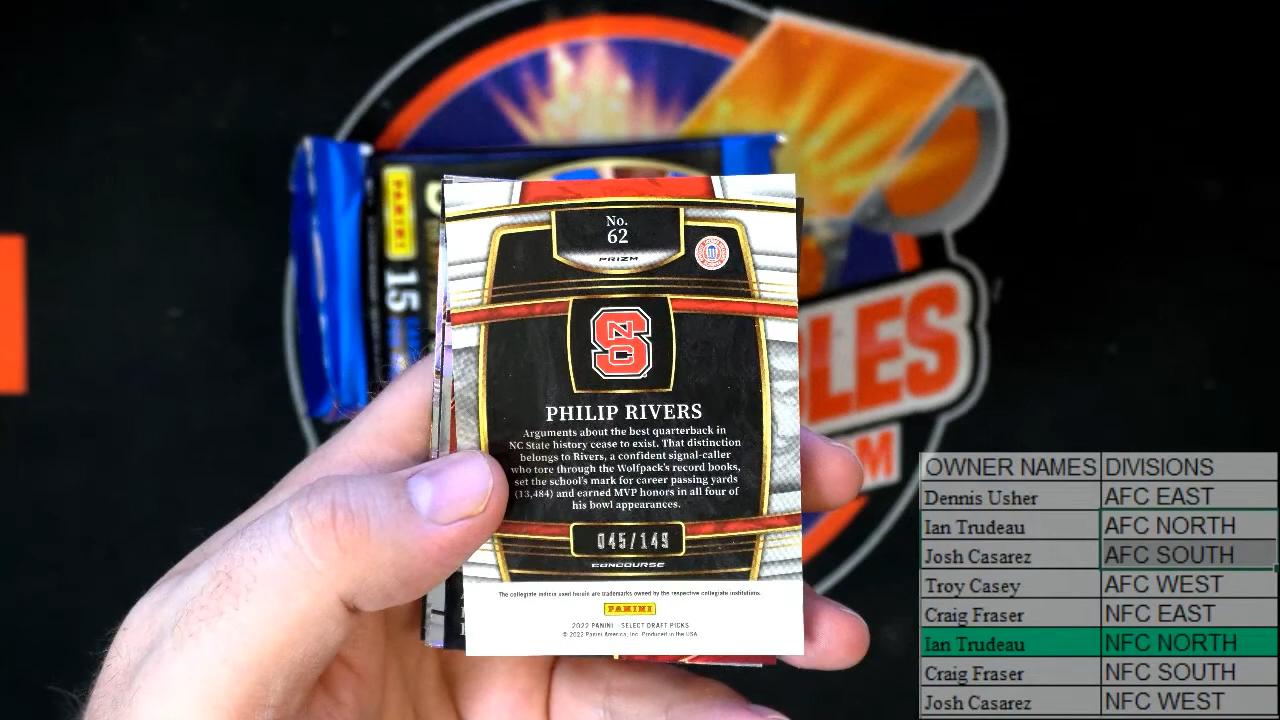 PANINI
15
No.
62
PRIZM
NC
S
PHILIP RIVERS
Arguments about the best quarterback in
NC State history cease to exist. That distinction
belongs to Rivers, a confident signal-caller
who tore through the Wolfpack's record books,
set the school's mark for career passing yards
(13,484) and earned MVP honors in all four of
his bowl appearances.
045/149
CONCOURSE
The collegiate indicia used herein are trademarks owned by the respective collegiate institutions.
PANINI
2022 PANINI - SELECT DRAFT PICKS
© 2022 Panini America, Inc. Produced in the USA
LES
M
OWNER NAMES DIVISIONS
Dennis Usher AFC EAST
Ian Trudeau AFC NORTH
Josh Casarez AFC SOUTH
Troy Casey AFC WEST
Craig Fraser NFC EAST
Ian Trudeau NFC NORTH
Craig Fraser NFC SOUTH
Josh Casarez NFC WEST